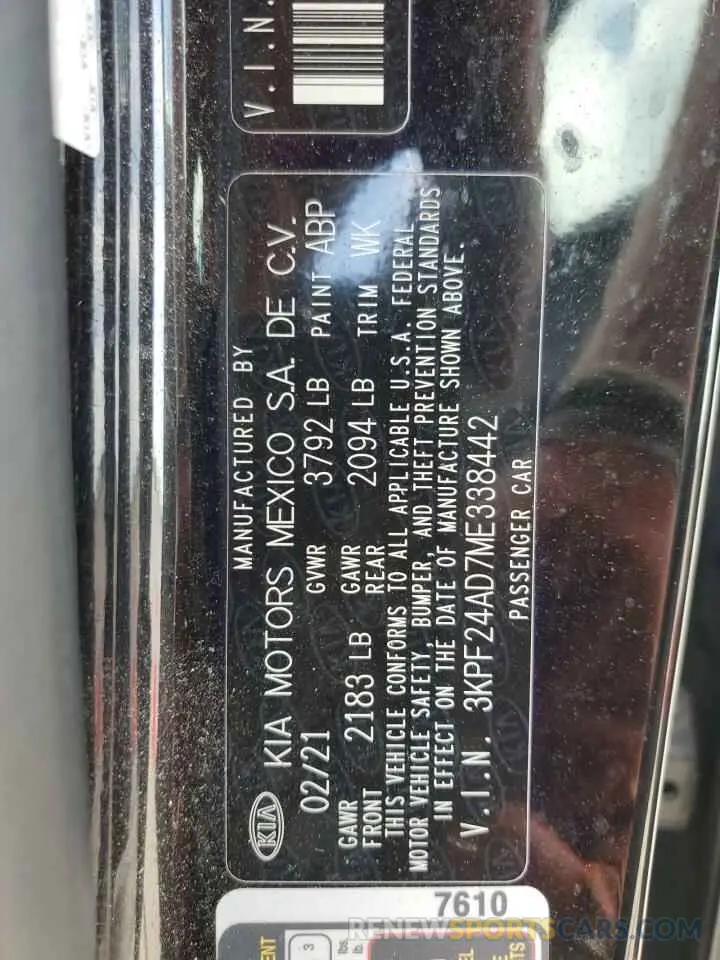 V.I.N.
MANUFACTURED BY
KIA KIA MOTORS MEXICO S.A. DE C.V.
02/21 GVWR 3792 LB PAINT ABP
GAWR FRONT 2183 LB GAWR REAR 2094 LB TRIM WK
THIS VEHICLE CONFORMS TO ALL APPLICABLE U.S.A. FEDERAL
MOTOR VEHICLE SAFETY, BUMPER, AND THEFT PREVENTION STANDARDS
IN EFFECT ON THE DATE OF MANUFACTURE SHOWN ABOVE.
V.I.N. 3KPF24AD7ME338442
PASSENGER CAR
7610
3
lbs.
RENEWSPORTSCARS.COM